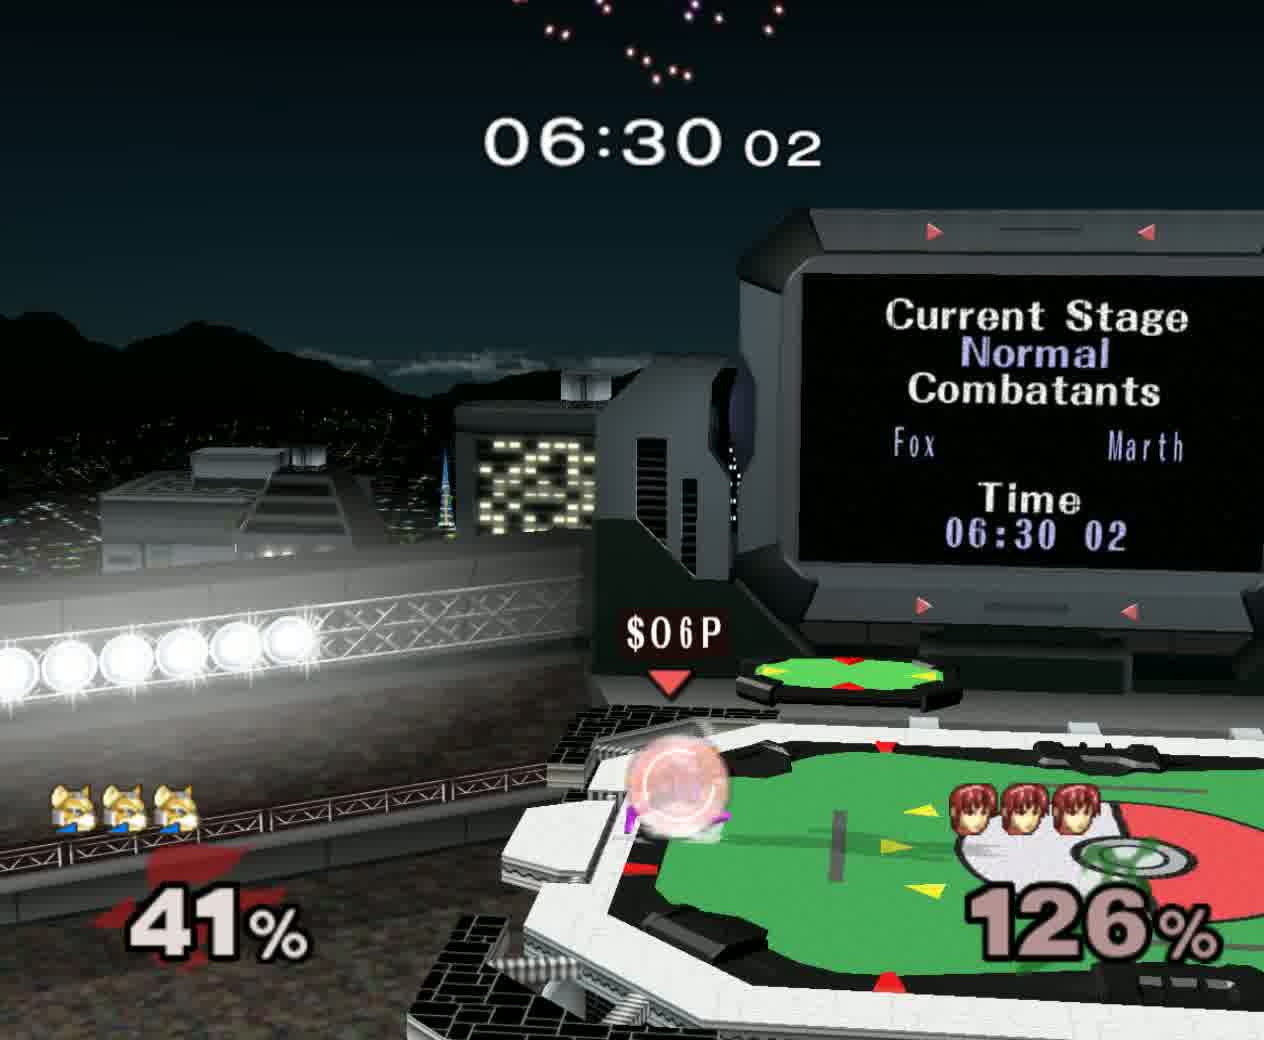 06:30 02
Current Stage
Normal
Combatants
Fox Marth
Time
06:30 02
$06P
41%
126%